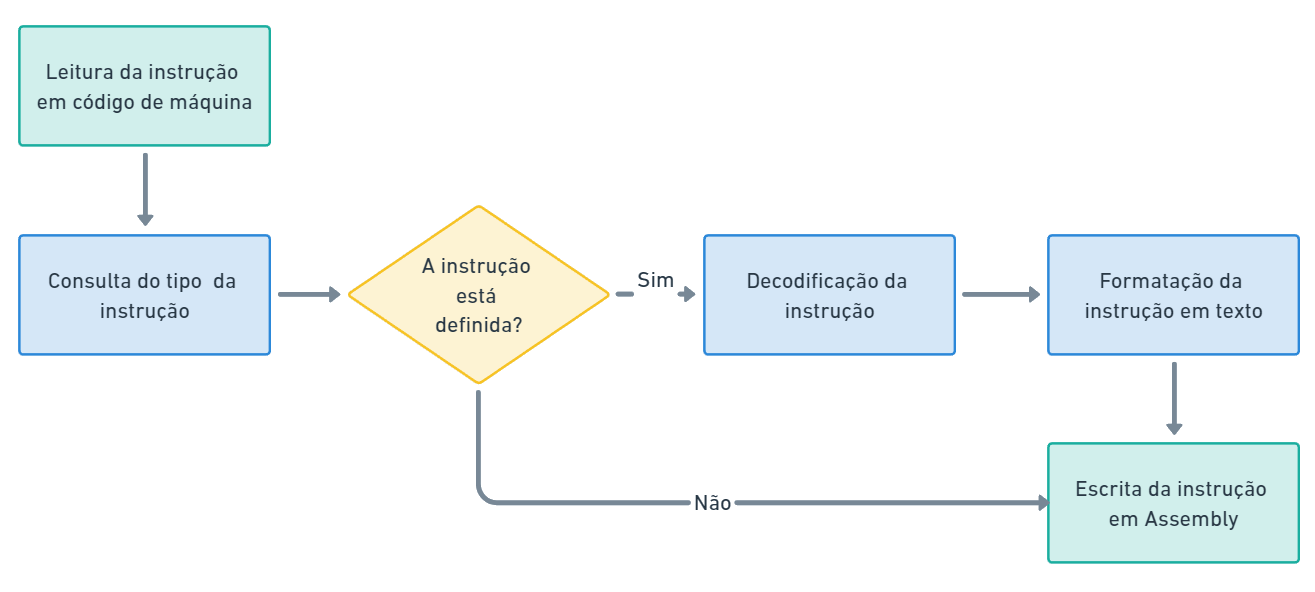 Leitura da instrução
em código de máquina
Consulta do tipo  da
instrução
A instrução
está
definida?
Sim
Decodificação da
instrução
Formatação da
instrução em texto
Não
Escrita da instrução
em Assembly